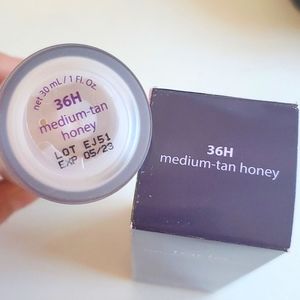 net 30 mL / 1 Fl. Oz.
36H
medium-tan
honey
LOT EJ51
EXP 05/23
36H
medium-tan honey